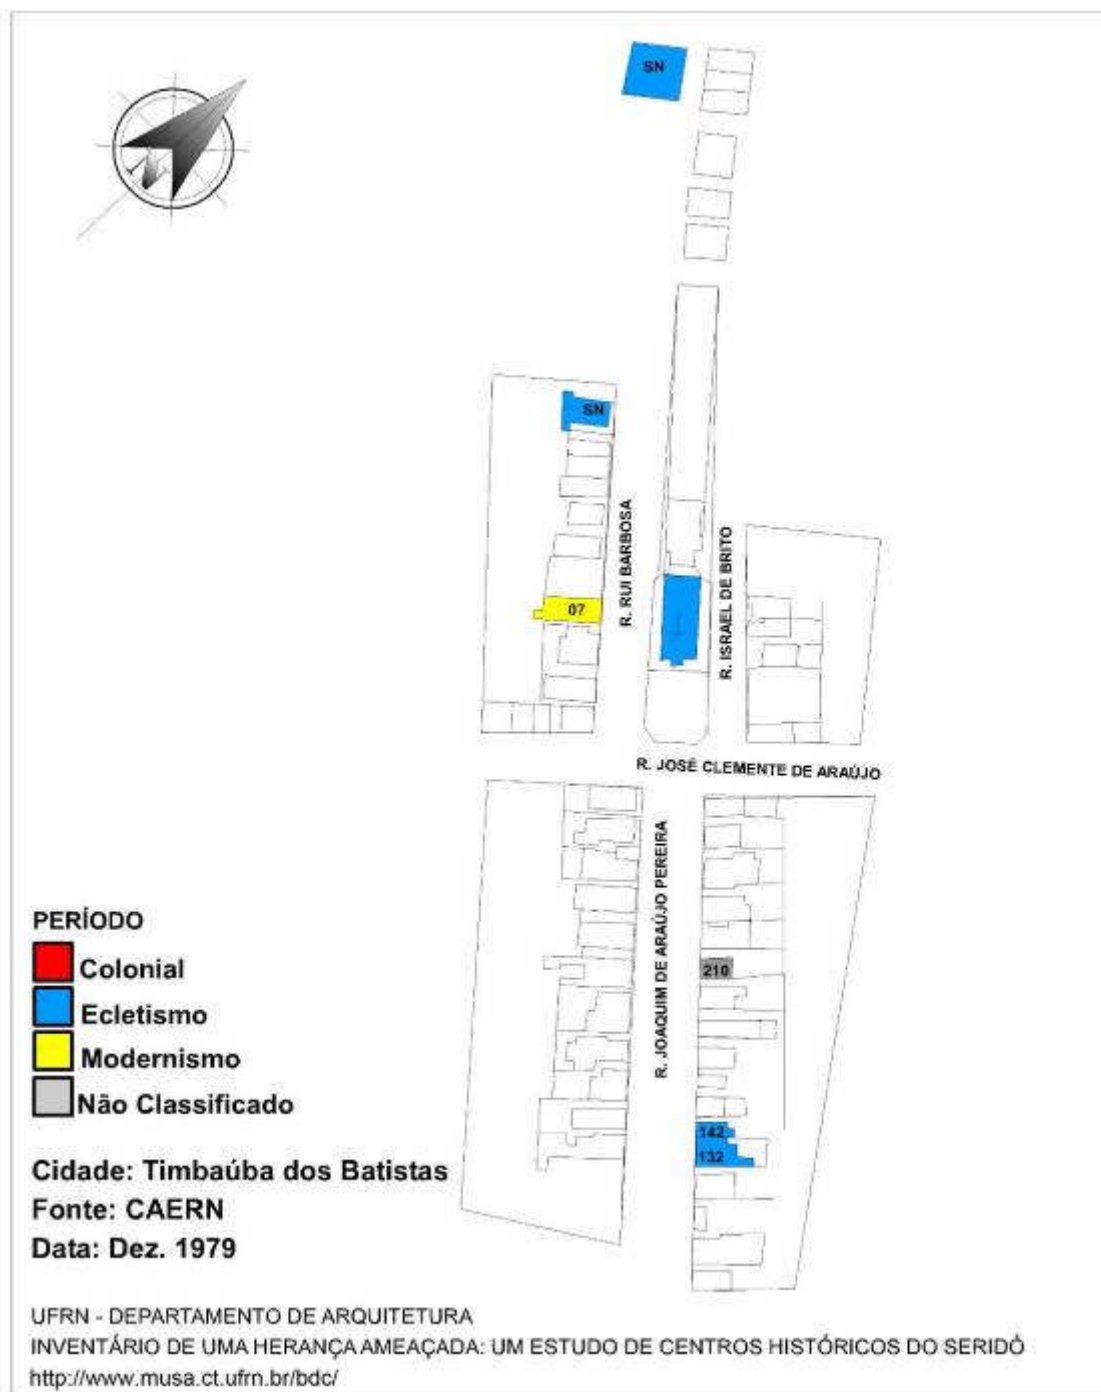 SN
SN
R. RUI BARBOSA
07
R. ISRAEL DE BRITO
R. JOSÉ CLEMENTE DE ARAÚJO
R. JOAQUIM DE ARAÚJO PEREIRA
210
142
132
PERÍODO
Colonial
Ecletismo
Modernismo
Não Classificado
Cidade: Timbaúba dos Batistas
Fonte: CAERN
Data: Dez. 1979
UFRN - DEPARTAMENTO DE ARQUITETURA
INVENTÁRIO DE UMA HERANÇA AMEAÇADA: UM ESTUDO DE CENTROS HISTÓRICOS DO SERIDÓ
http://www.musa.ct.ufrn.br/bdc/